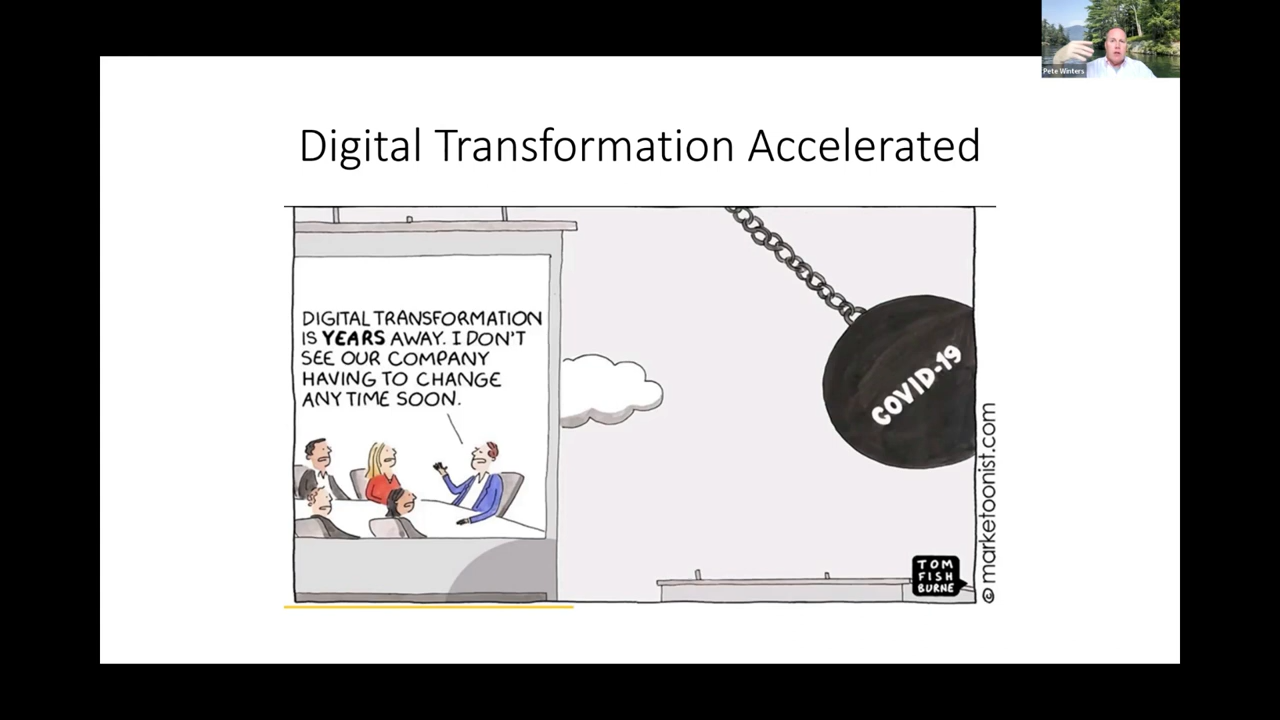 Pete Winters
Digital Transformation Accelerated
DIGITAL TRANSFORMATION
IS YEARS AWAY. I DON'T
SEE OUR COMPANY
HAVING TO CHANGE
ANY TIME SOON.
COVID-19
TOM
FISH
BURNE
© marketoonist.com